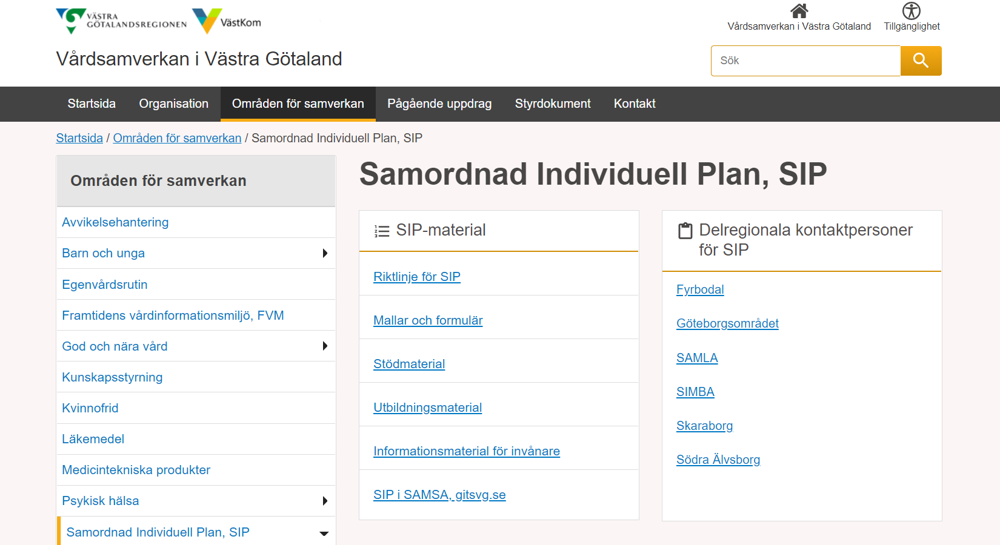 VÄSTRA
GÖTALANDSREGIONEN
VästKom
Vårdsamverkan i Västra Götaland
Tillgänglighet
Vårdsamverkan i Västra Götaland
Sök
Startsida
Organisation
Områden för samverkan
Pågående uppdrag
Styrdokument
Kontakt
Startsida / Områden för samverkan / Samordnad Individuell Plan, SIP
Områden för samverkan
Avvikelsehantering
Barn och unga
Egenvårdsrutin
Framtidens vårdinformationsmiljö, FVM
God och nära vård
Kunskapsstyrning
Kvinnofrid
Läkemedel
Medicintekniska produkter
Psykisk hälsa
Samordnad Individuell Plan, SIP
Samordnad Individuell Plan, SIP
SIP-material
Riktlinje för SIP
Mallar och formulär
Stödmaterial
Utbildningsmaterial
Informationsmaterial för invånare
SIP i SAMSA, gitsvg.se
Delregionala kontaktpersoner
för SIP
Fyrbodal
Göteborgsområdet
SAMLA
SIMBA
Skaraborg
Södra Älvsborg